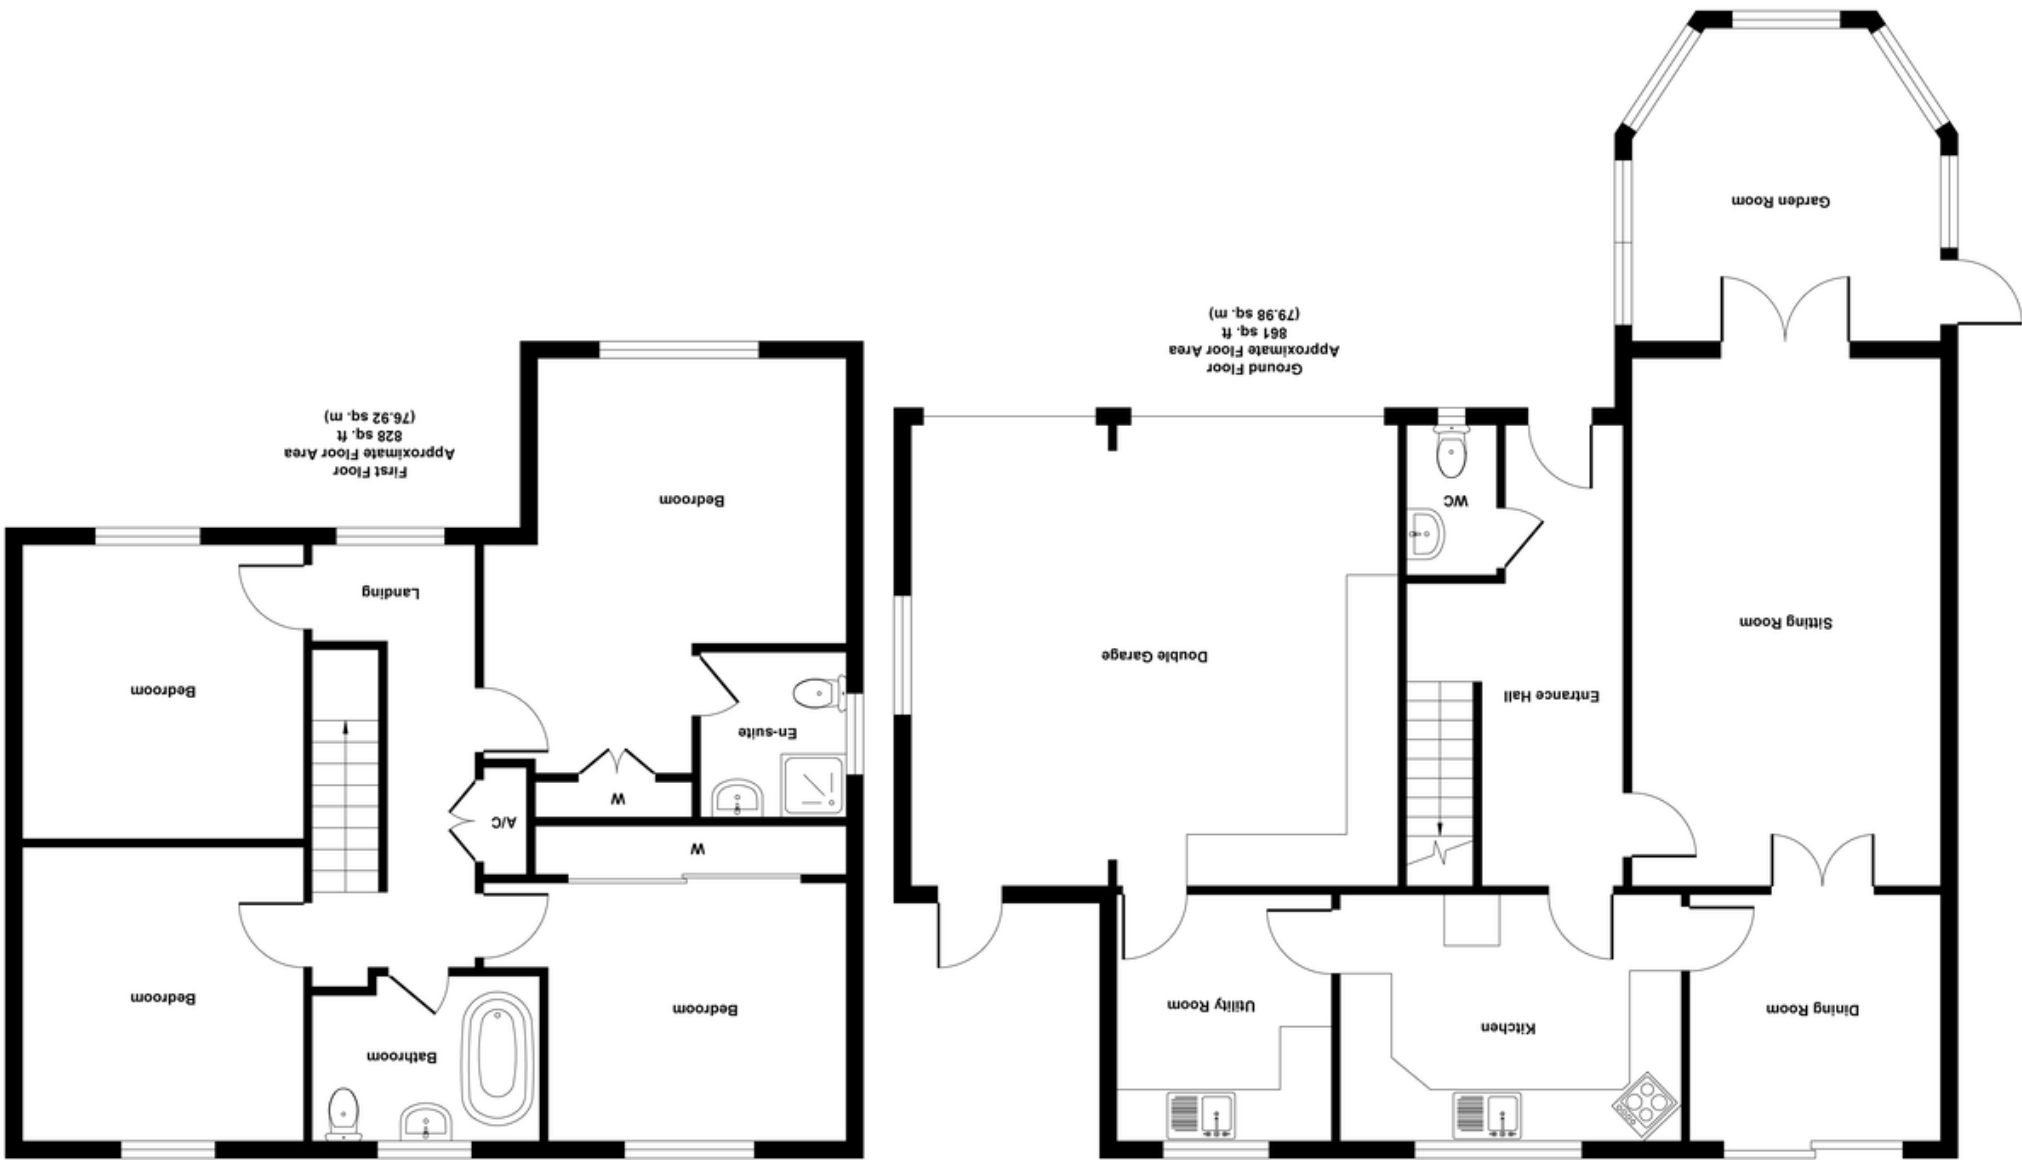 Dining Room
Kitchen
Utility Room
Entrance Hall
Double Garage
Sitting Room
WC
Ground Floor
Approximate Floor Area
861 sq. ft
(79.98 sq. m)
Garden Room
Bathroom
Bedroom
Bedroom
W
A/C
W
En-suite
Bedroom
Landing
Bedroom
First Floor
Approximate Floor Area
828 sq. ft
(76.92 sq. m)